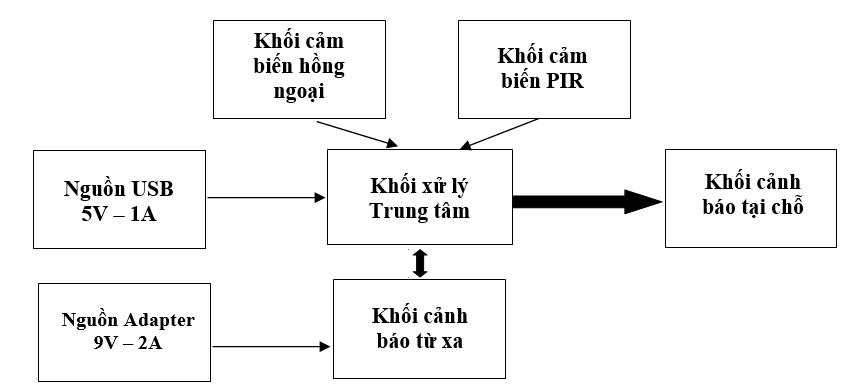 Khối cảm
biến hồng
ngoại
Khối cảm
biến PIR
Nguồn USB
5V – 1A
Khối xử lý
Trung tâm
Khối cảnh
báo tại chỗ
Nguồn Adapter
9V – 2A
Khối cảnh
báo từ xa